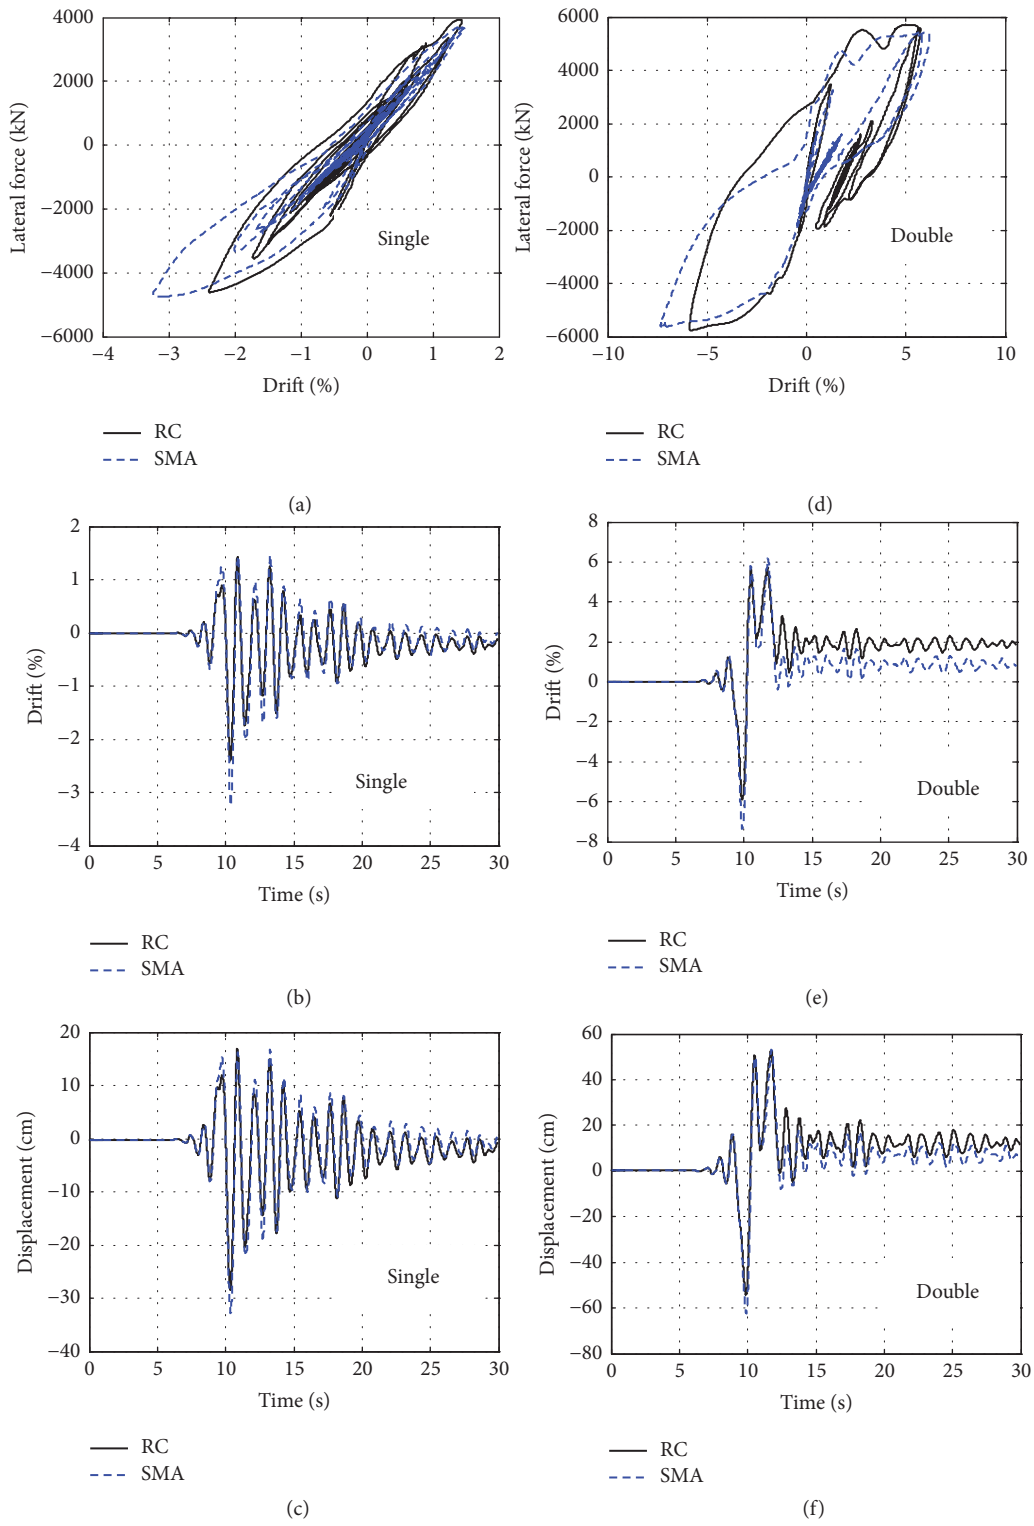 4000
2000
0
−2000
−4000
−6000
Lateral force (kN)
Single
−4 −3 −2 −1 0 1 2
Drift (%)
RC
SMA
(a)
6000
4000
2000
0
−2000
−4000
−6000
Lateral force (kN)
Double
−10 −5 0 5 10
Drift (%)
RC
SMA
(d)
2
1
0
−1
−2
−3
−4
Drift (%)
Single
0 5 10 15 20 25 30
Time (s)
RC
SMA
(b)
8
6
4
2
0
−2
−4
−6
−8
Drift (%)
Double
0 5 10 15 20 25 30
Time (s)
RC
SMA
(e)
20
10
0
−10
−20
−30
−40
Displacement (cm)
Single
0 5 10 15 20 25 30
Time (s)
RC
SMA
(c)
60
40
20
0
−20
−40
−60
−80
Displacement (cm)
Double
0 5 10 15 20 25 30
Time (s)
RC
SMA
(f)